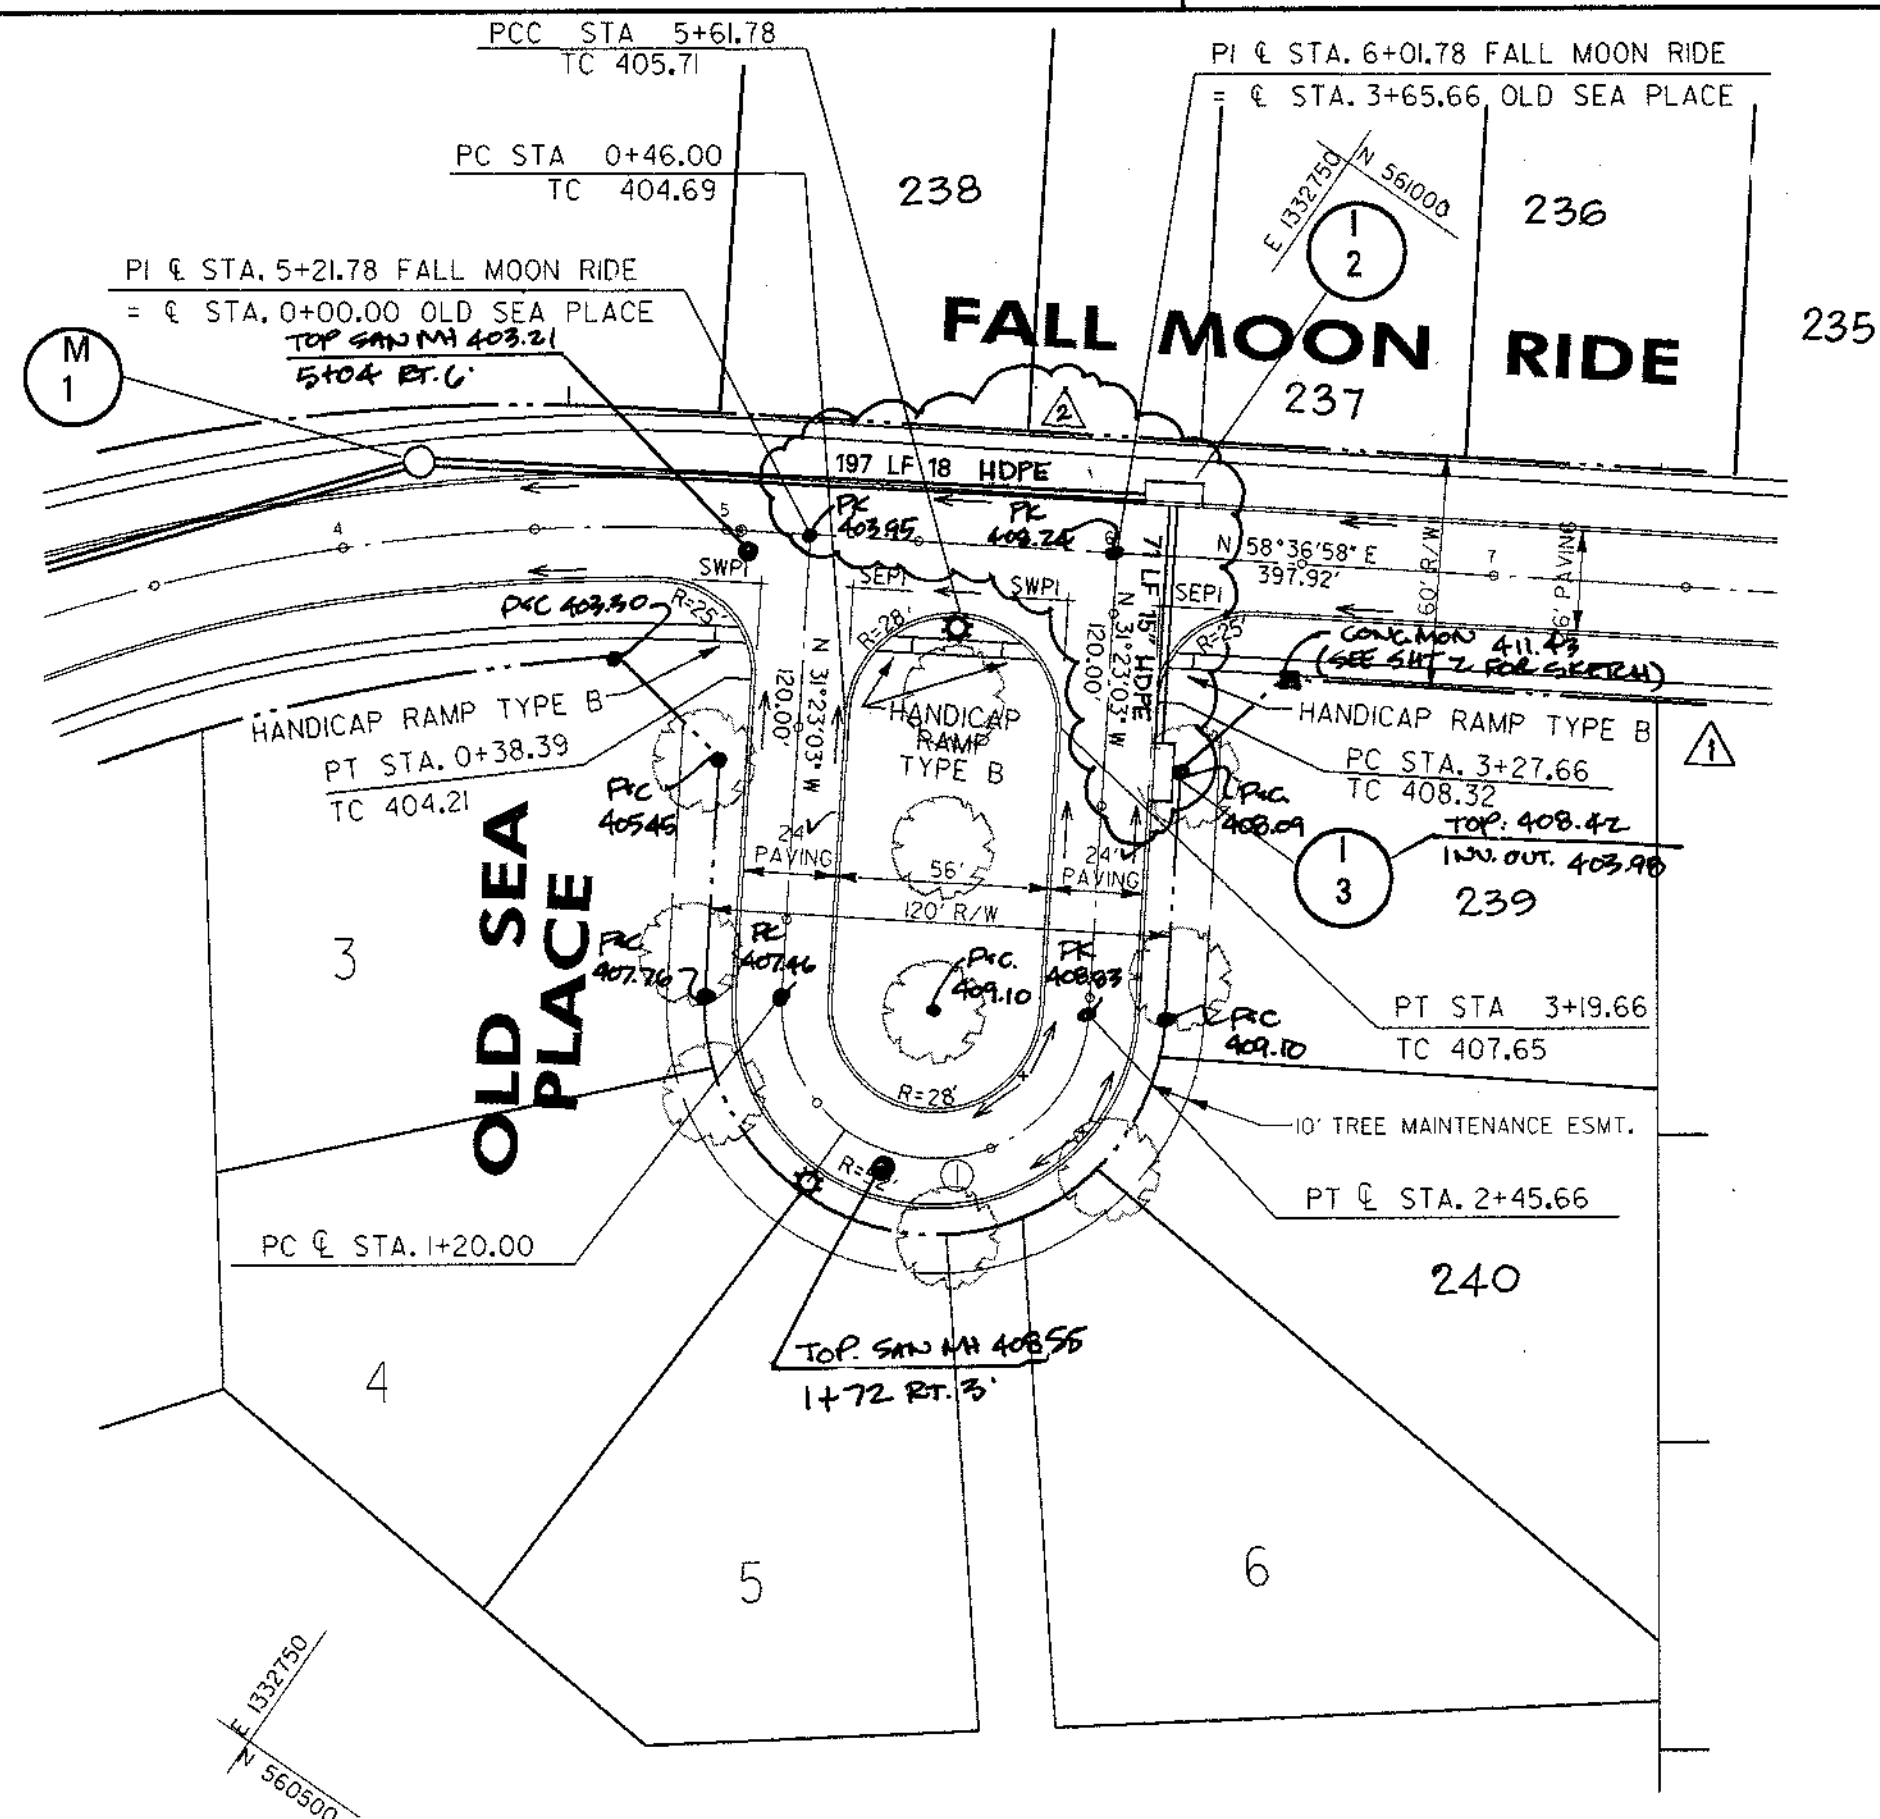 PCC STA 5+61.78
TC 405.71
PI ℄ STA. 6+01.78 FALL MOON RIDE
= ℄ STA. 3+65.66 OLD SEA PLACE
PC STA 0+46.00
TC 404.69
238
E 1332750
N 561000
236
1
2
PI ℄ STA. 5+21.78 FALL MOON RIDE
= ℄ STA. 0+00.00 OLD SEA PLACE
TOP SAN MH 403.21
5+04 RT. 6'
M
1
FALL MOON RIDE
235
237
2
197 LF 18 HDPE
PK
403.95
PK
408.24
4
5
6
7
N 58°36'58" E
397.92'
60' R/W
SWPI
SEPI
SWPI
SEPI
P&C 403.30
R=25'
R=28'
R=25'
71 LF 15" HDPE
CONC. MON 411.43
(SEE SHT 2 FOR SKETCH)
N 31°23'03" W
120.00'
N 31°23'03" W
120.00'
HANDICAP RAMP TYPE B
HANDICAP
RAMP
TYPE B
HANDICAP RAMP TYPE B
1
PT STA. 0+38.39
TC 404.21
PC STA. 3+27.66
TC 408.32
P&C
405.45
P&C.
408.09
TOP: 408.42
INV. OUT. 403.98
1
3
24'
PAVING
56'
24'
PAVING
120' R/W
239
OLD SEA
PLACE
3
P&C
407.76
PK
407.46
P&C.
409.10
PK
408.83
P&C
409.10
PT STA 3+19.66
TC 407.65
R=28'
10' TREE MAINTENANCE ESMT.
R=52'
1
PT ℄ STA. 2+45.66
PC ℄ STA. 1+20.00
240
TOP. SAN MH 408.55
1+72 RT. 3'
4
5
6
E 1332750
N 560500